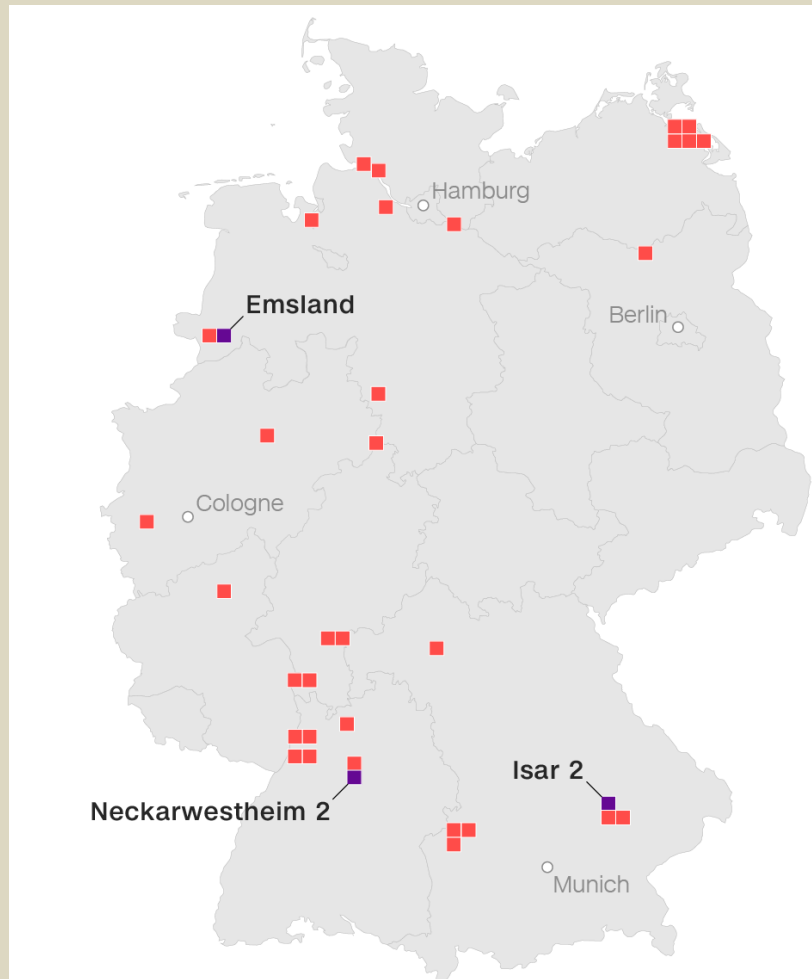 Hamburg
Emsland
Berlin
Cologne
Isar 2
Neckarwestheim 2
Munich